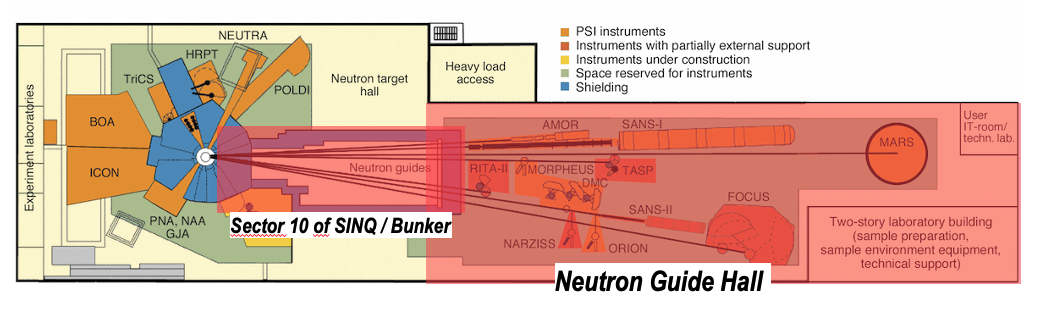 PSI instruments
Instruments with partially external support
Instruments under construction
Space reserved for instruments
Shielding
NEUTRA
HRPT
TriCS
POLDI
Neutron target
hall
Heavy load
access
Experiment laboratories
BOA
ICON
PNA, NAA
GJA
Neutron guides
Sector 10 of SINQ / Bunker
AMOR
SANS-I
RITA-II
MORPHEUS
TASP
DMC
SANS-II
NARZISS
ORION
FOCUS
MARS
User
IT-room/
techn. lab.
Two-story laboratory building
(sample preparation,
sample environment equipment,
technical support)
Neutron Guide Hall